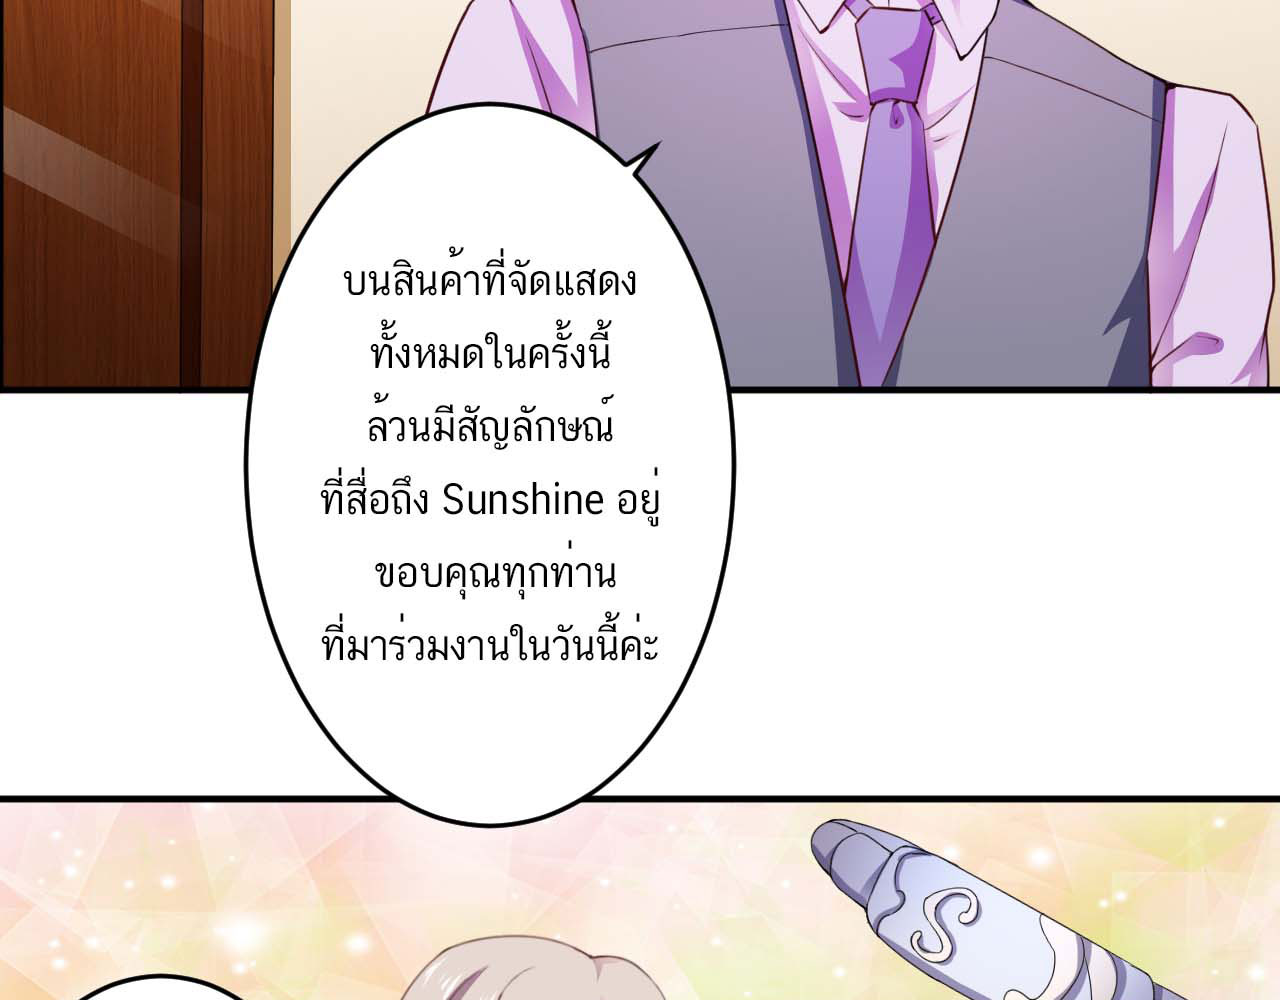 บนสินค้าที่จัดแสดง
ทั้งหมดในครั้งนี้
ล้วนมีสัญลักษณ์
ที่สื่อถึง Sunshine อยู่
ขอบคุณทุกท่าน
ที่มาร่วมงานในวันนี้ค่ะ
S